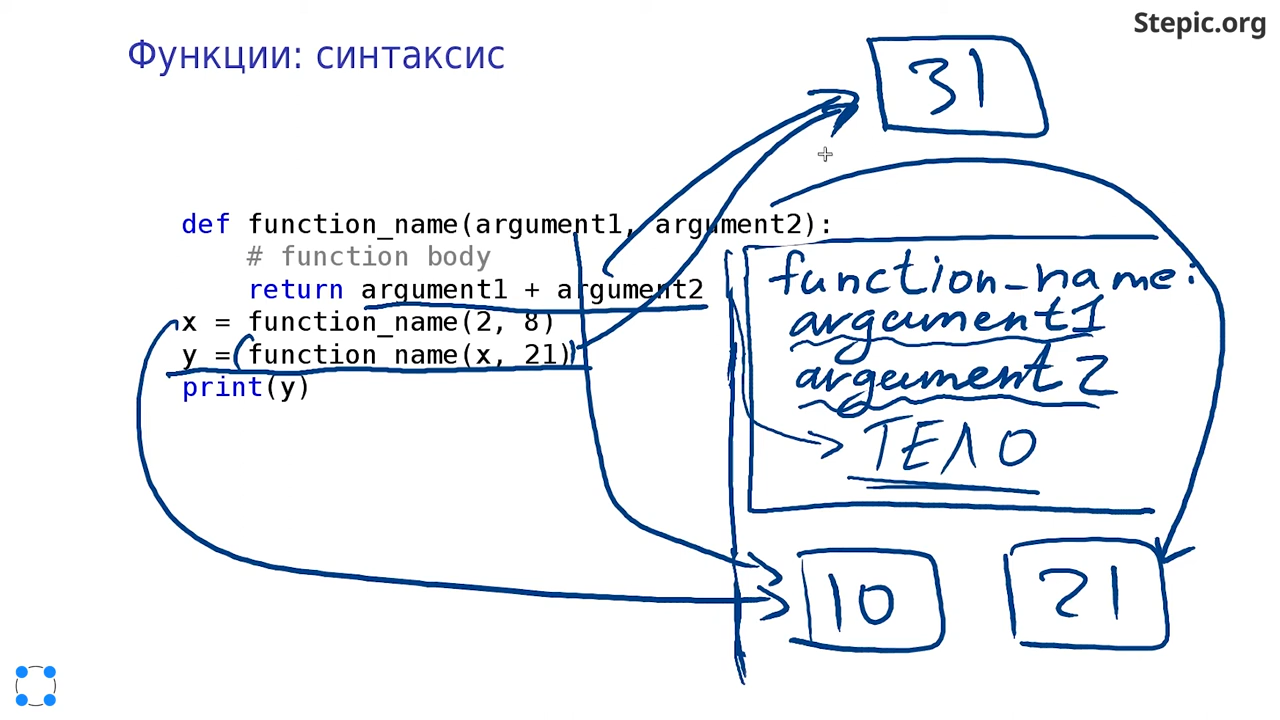 Stepic.org
Функции: синтаксис
31
def function_name(argument1, argument2):
# function body
return argument1 + argument2
x = function_name(2, 8)
y = (function_name(x, 21))
print(y)
function_name:
argument1
argument2
ТЕЛО
10
21